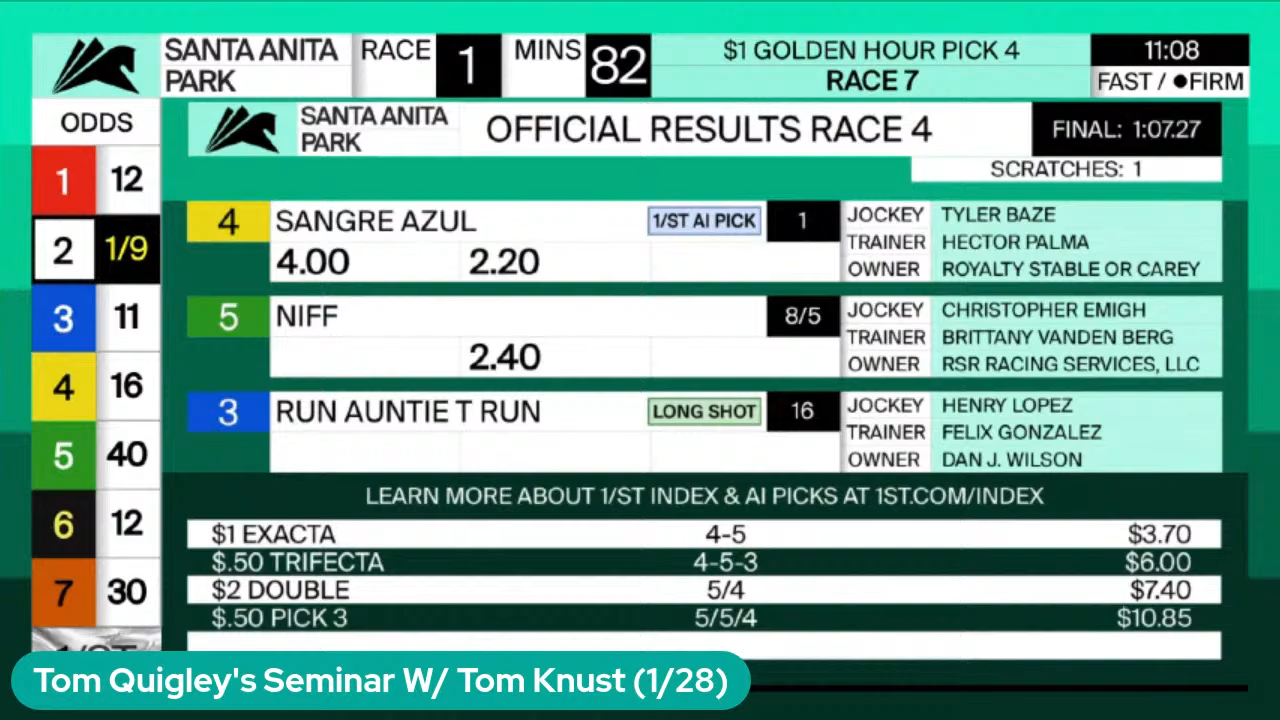 SANTA ANITA PARK
RACE 1
MINS 82
$1 GOLDEN HOUR PICK 4
RACE 7
11:08
FAST / ●FIRM
ODDS
1 12
2 1/9
3 11
4 16
5 40
6 12
7 30
SANTA ANITA PARK
OFFICIAL RESULTS RACE 4
FINAL: 1:07.27
SCRATCHES: 1
4 SANGRE AZUL 1/ST AI PICK 1
4.00 2.20
JOCKEY TYLER BAZE
TRAINER HECTOR PALMA
OWNER ROYALTY STABLE OR CAREY
5 NIFF 8/5
2.40
JOCKEY CHRISTOPHER EMIGH
TRAINER BRITTANY VANDEN BERG
OWNER RSR RACING SERVICES, LLC
3 RUN AUNTIE T RUN LONG SHOT 16
JOCKEY HENRY LOPEZ
TRAINER FELIX GONZALEZ
OWNER DAN J. WILSON
LEARN MORE ABOUT 1/ST INDEX & AI PICKS AT 1ST.COM/INDEX
$1 EXACTA 4-5 $3.70
$.50 TRIFECTA 4-5-3 $6.00
$2 DOUBLE 5/4 $7.40
$.50 PICK 3 5/5/4 $10.85
Tom Quigley's Seminar W/ Tom Knust (1/28)